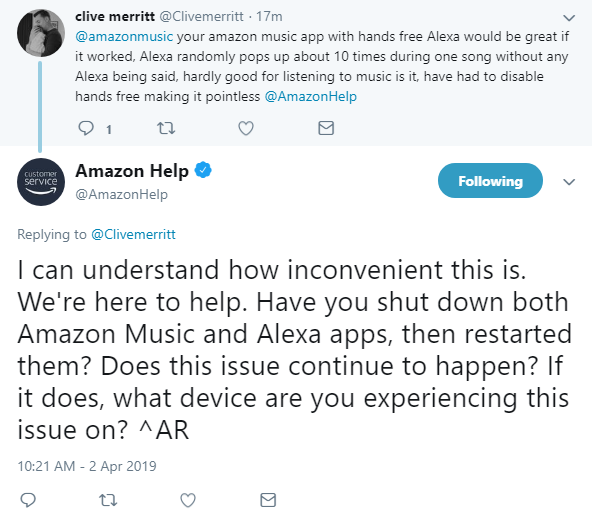 clive merritt @Clivemerritt · 17m
@amazonmusic your amazon music app with hands free Alexa would be great if
it worked, Alexa randomly pops up about 10 times during one song without any
Alexa being said, hardly good for listening to music is it, have had to disable
hands free making it pointless @AmazonHelp
1
customer
service
Amazon Help
@AmazonHelp
Following
Replying to @Clivemerritt
I can understand how inconvenient this is.
We're here to help. Have you shut down both
Amazon Music and Alexa apps, then restarted
them? Does this issue continue to happen? If
it does, what device are you experiencing this
issue on? ^AR
10:21 AM - 2 Apr 2019